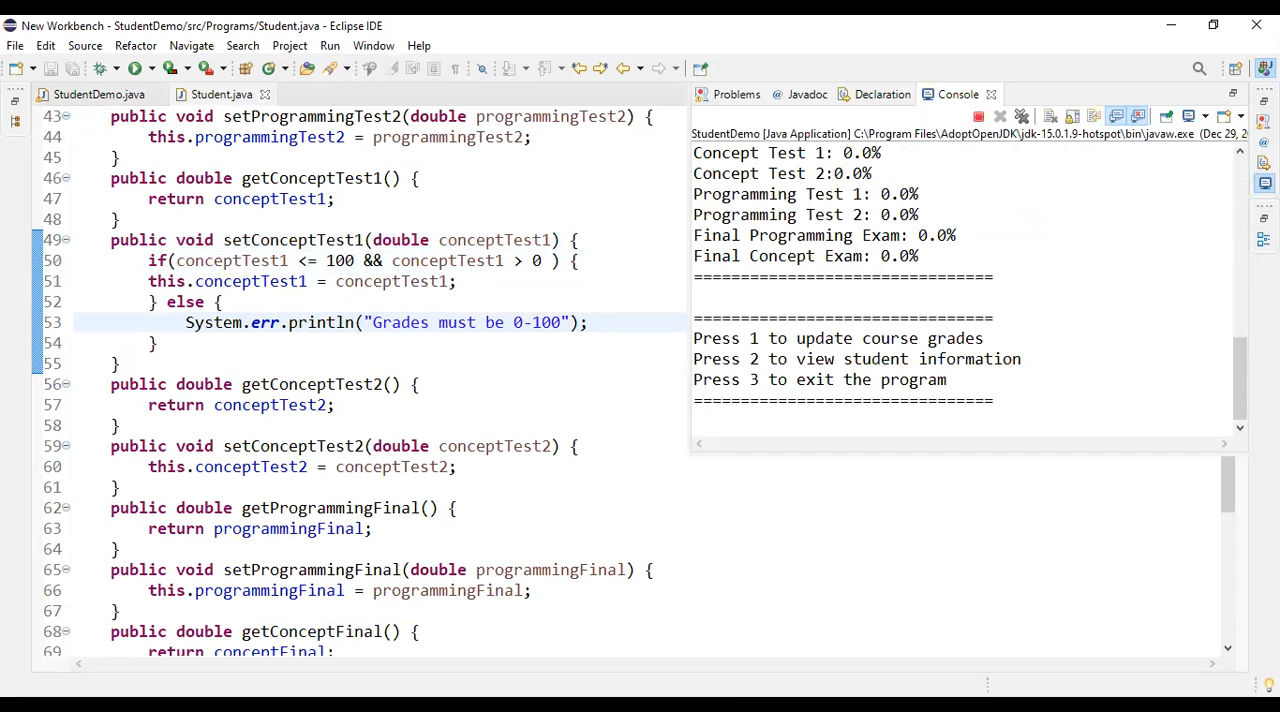 New Workbench - StudentDemo/src/Programs/Student.java - Eclipse IDE
File Edit Source Refactor Navigate Search Project Run Window Help
StudentDemo.java Student.java
43 public void setProgrammingTest2(double programmingTest2) {
44 this.programmingTest2 = programmingTest2;
45 }
46 public double getConceptTest1() {
47 return conceptTest1;
48 }
49 public void setConceptTest1(double conceptTest1) {
50 if(conceptTest1 <= 100 && conceptTest1 > 0 ) {
51 this.conceptTest1 = conceptTest1;
52 } else {
53 System.err.println("Grades must be 0-100");
54 }
55 }
56 public double getConceptTest2() {
57 return conceptTest2;
58 }
59 public void setConceptTest2(double conceptTest2) {
60 this.conceptTest2 = conceptTest2;
61 }
62 public double getProgrammingFinal() {
63 return programmingFinal;
64 }
65 public void setProgrammingFinal(double programmingFinal) {
66 this.programmingFinal = programmingFinal;
67 }
68 public double getConceptFinal() {
69 return conceptFinal;
Problems Javadoc Declaration Console
StudentDemo [Java Application] C:\Program Files\AdoptOpenJDK\jdk-15.0.1.9-hotspot\bin\javaw.exe (Dec 29, 2
Concept Test 1: 0.0%
Concept Test 2:0.0%
Programming Test 1: 0.0%
Programming Test 2: 0.0%
Final Programming Exam: 0.0%
Final Concept Exam: 0.0%
================================
================================
Press 1 to update course grades
Press 2 to view student information
Press 3 to exit the program
================================